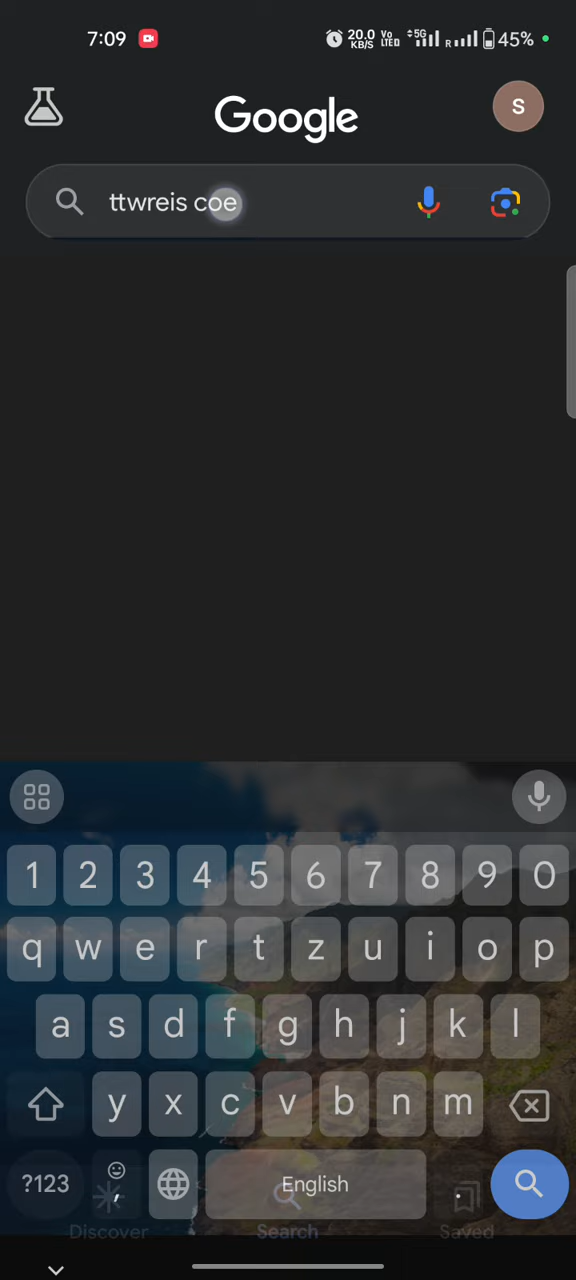 7:09 20.0 KB/S Vo LTED 5G R 45%
Google
S
ttwreis coe
1 2 3 4 5 6 7 8 9 0
q w e r t z u i o p
a s d f g h j k l
y x c v b n m
?123 , English .
Discover Search Saved